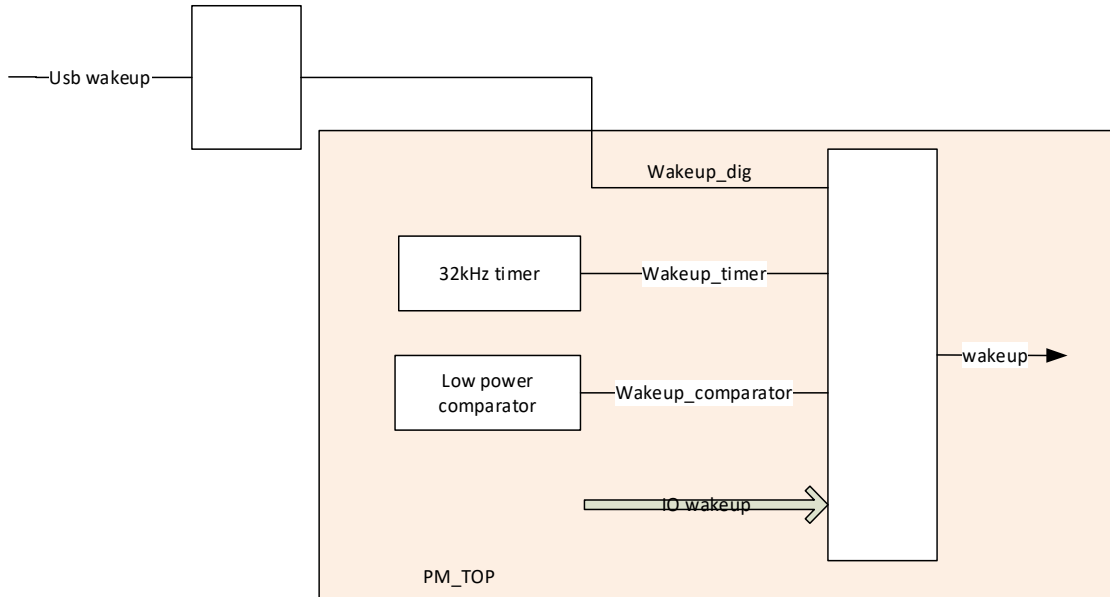 Usb wakeup
Wakeup_dig
32kHz timer
Wakeup_timer
wakeup
Low power
comparator
Wakeup_comparator
IO wakeup
PM_TOP